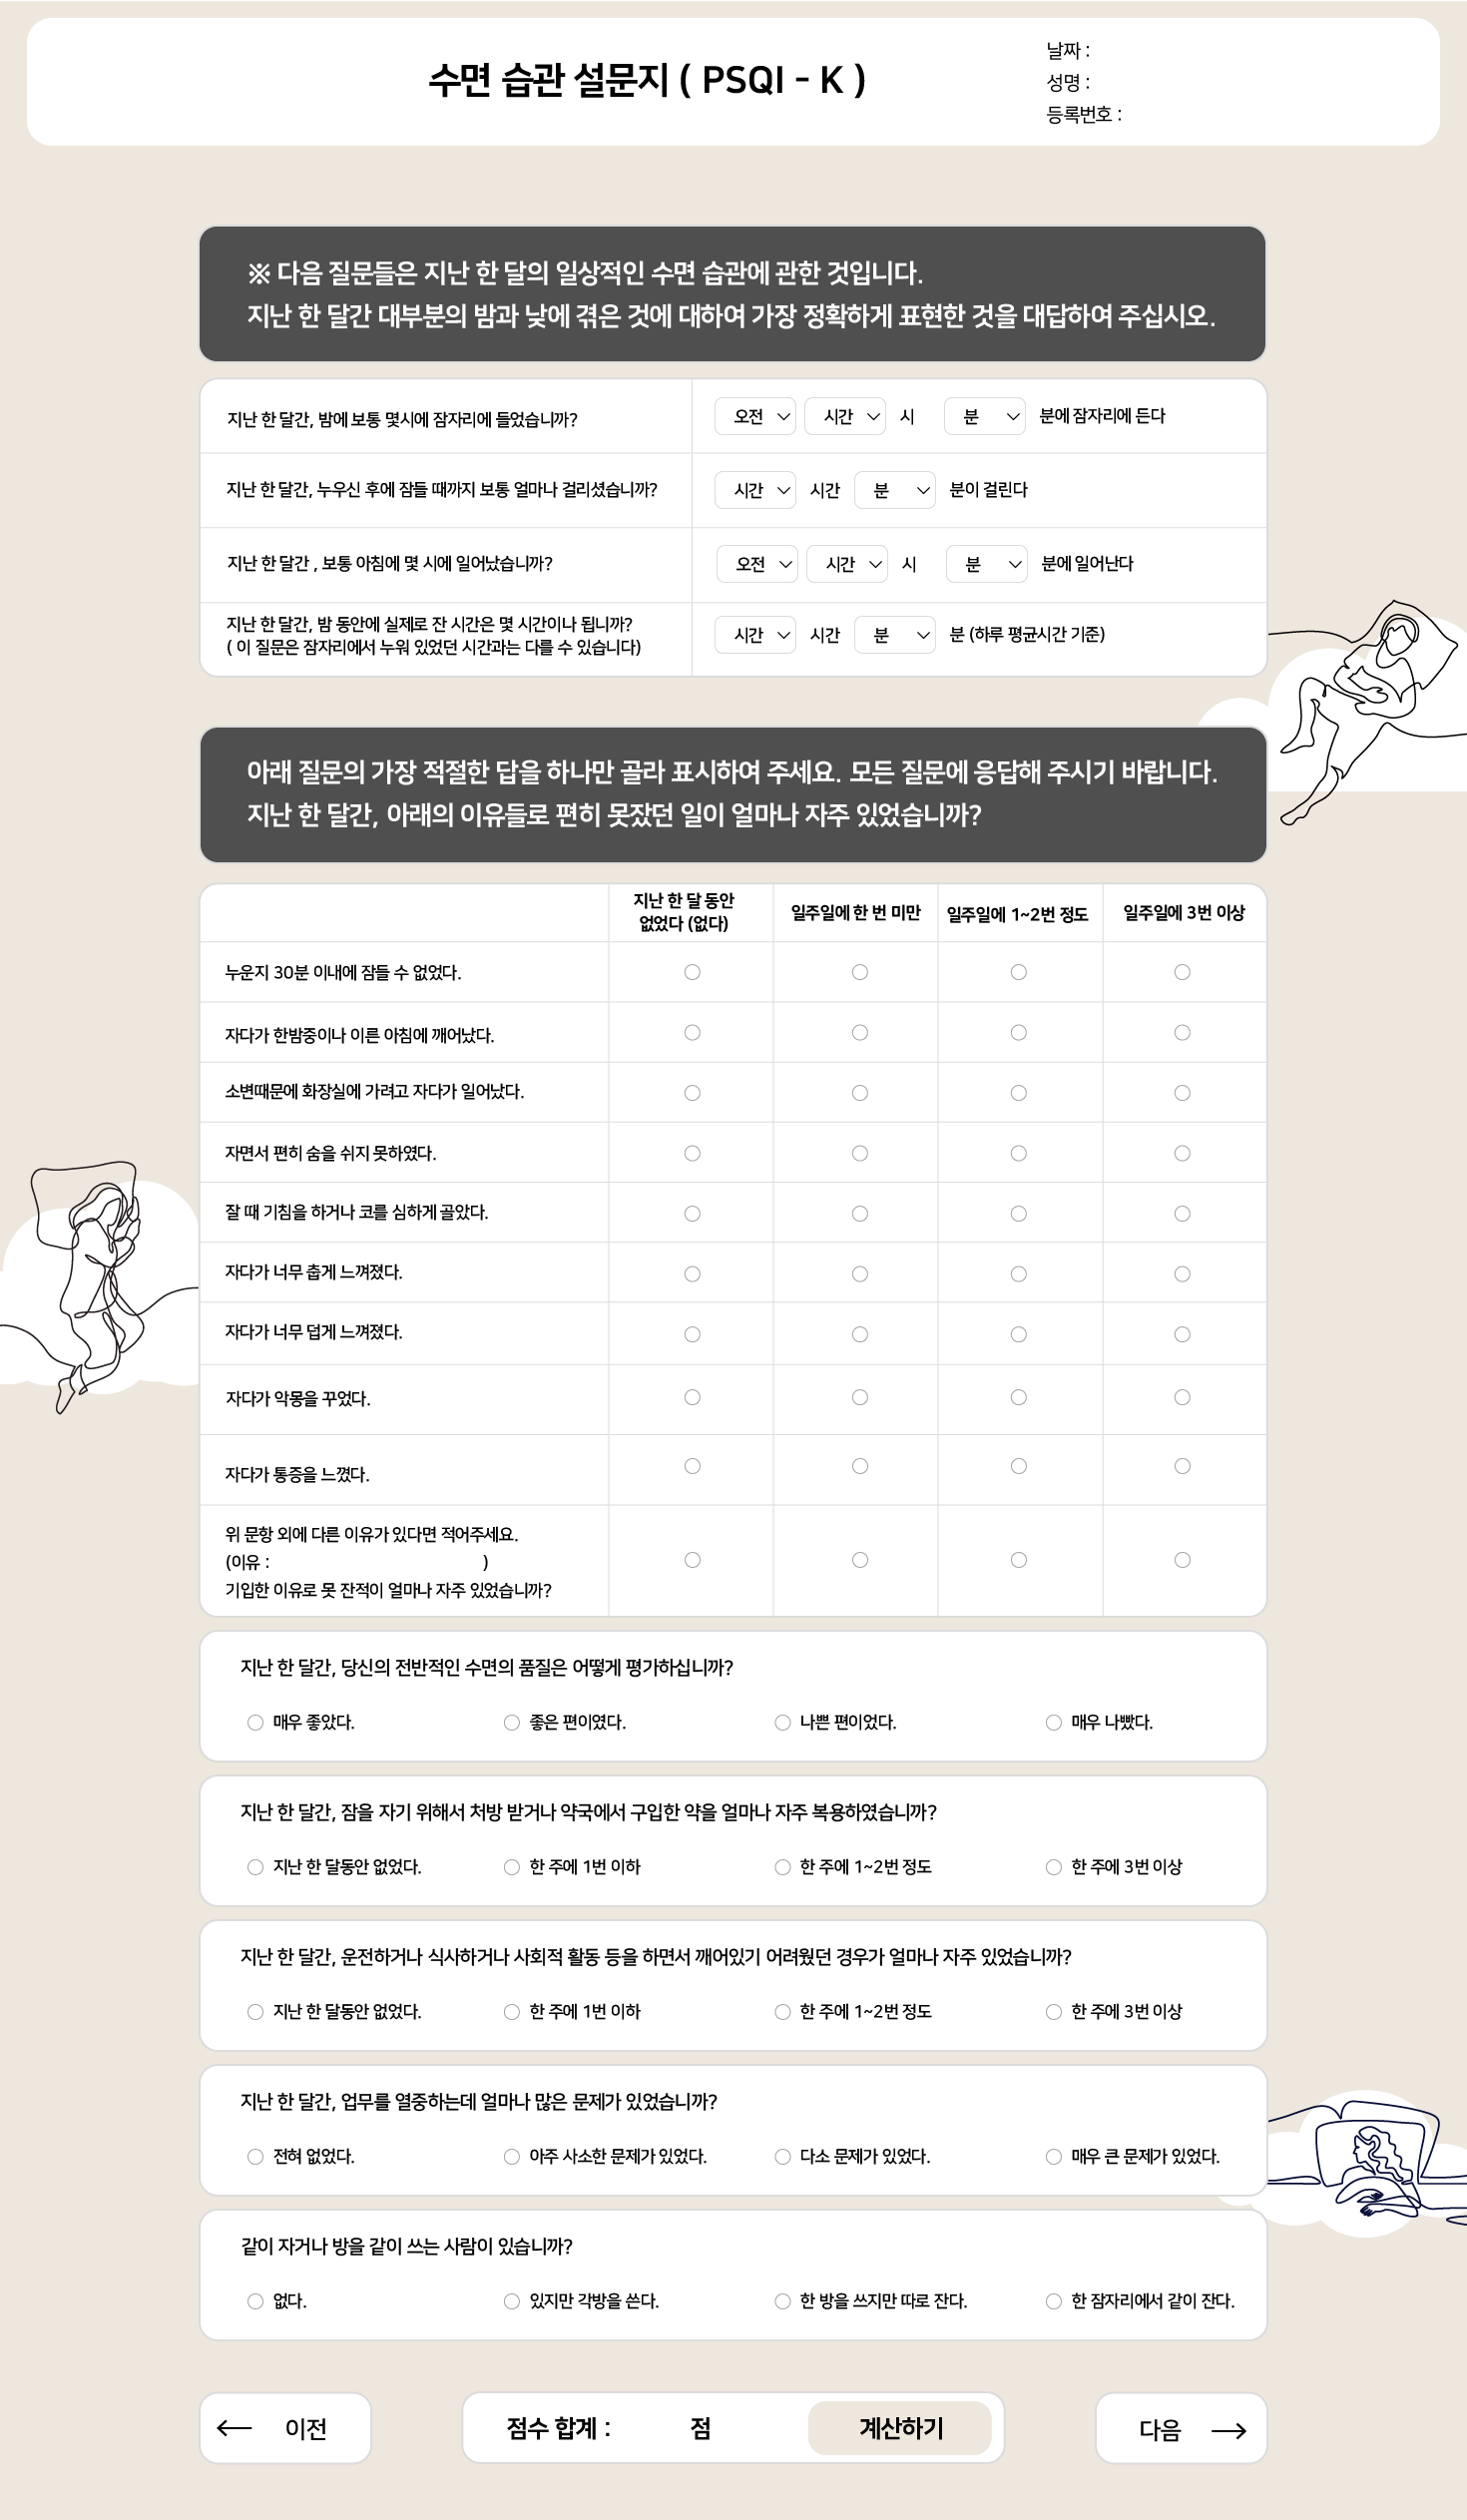 수면 습관 설문지 ( PSQI - K )
날짜 :
성명 :
등록번호 :
※ 다음 질문들은 지난 한 달의 일상적인 수면 습관에 관한 것입니다.
지난 한 달간 대부분의 밤과 낮에 겪은 것에 대하여 가장 정확하게 표현한 것을 대답하여 주십시오.
지난 한 달간, 밤에 보통 몇시에 잠자리에 들었습니까? 오전 시간 시 분 분에 잠자리에 든다
지난 한 달간, 누우신 후에 잠들 때까지 보통 얼마나 걸리셨습니까? 시간 시간 분 분이 걸린다
지난 한 달간 , 보통 아침에 몇 시에 일어났습니까? 오전 시간 시 분 분에 일어난다
지난 한 달간, 밤 동안에 실제로 잔 시간은 몇 시간이나 됩니까?
( 이 질문은 잠자리에서 누워 있었던 시간과는 다를 수 있습니다)
시간 시간 분 분 (하루 평균시간 기준)
아래 질문의 가장 적절한 답을 하나만 골라 표시하여 주세요. 모든 질문에 응답해 주시기 바랍니다.
지난 한 달간, 아래의 이유들로 편히 못잤던 일이 얼마나 자주 있었습니까?
지난 한 달 동안
없었다 (없다)
일주일에 한 번 미만
일주일에 1~2번 정도
일주일에 3번 이상
누운지 30분 이내에 잠들 수 없었다.
자다가 한밤중이나 이른 아침에 깨어났다.
소변때문에 화장실에 가려고 자다가 일어났다.
자면서 편히 숨을 쉬지 못하였다.
잘 때 기침을 하거나 코를 심하게 골았다.
자다가 너무 춥게 느껴졌다.
자다가 너무 덥게 느껴졌다.
자다가 악몽을 꾸었다.
자다가 통증을 느꼈다.
위 문항 외에 다른 이유가 있다면 적어주세요.
(이유 : )
기입한 이유로 못 잔적이 얼마나 자주 있었습니까?
지난 한 달간, 당신의 전반적인 수면의 품질은 어떻게 평가하십니까?
매우 좋았다. 좋은 편이였다. 나쁜 편이었다. 매우 나빴다.
지난 한 달간, 잠을 자기 위해서 처방 받거나 약국에서 구입한 약을 얼마나 자주 복용하였습니까?
지난 한 달동안 없었다. 한 주에 1번 이하 한 주에 1~2번 정도 한 주에 3번 이상
지난 한 달간, 운전하거나 식사하거나 사회적 활동 등을 하면서 깨어있기 어려웠던 경우가 얼마나 자주 있었습니까?
지난 한 달동안 없었다. 한 주에 1번 이하 한 주에 1~2번 정도 한 주에 3번 이상
지난 한 달간, 업무를 열중하는데 얼마나 많은 문제가 있었습니까?
전혀 없었다. 아주 사소한 문제가 있었다. 다소 문제가 있었다. 매우 큰 문제가 있었다.
같이 자거나 방을 같이 쓰는 사람이 있습니까?
없다. 있지만 각방을 쓴다. 한 방을 쓰지만 따로 잔다. 한 잠자리에서 같이 잔다.
이전
점수 합계 : 점
계산하기
다음